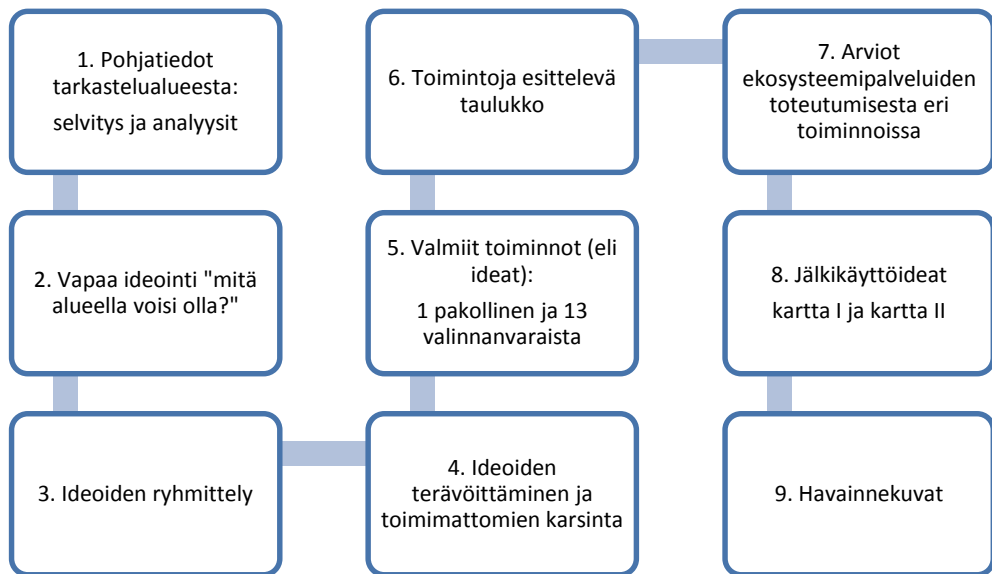 1. Pohjatiedot
tarkastelualueesta:
selvitys ja analyysit
2. Vapaa ideointi "mitä
alueella voisi olla?"
3. Ideoiden ryhmittely
4. Ideoiden
terävöittäminen ja
toimimattomien karsinta
5. Valmiit toiminnot (eli
ideat):
1 pakollinen ja 13
valinnanvaraista
6. Toimintoja esittelevä
taulukko
7. Arviot
ekosysteemipalveluiden
toteutumisesta eri
toiminnoissa
8. Jälkikäyttöideat
kartta I ja kartta II
9. Havainnekuvat